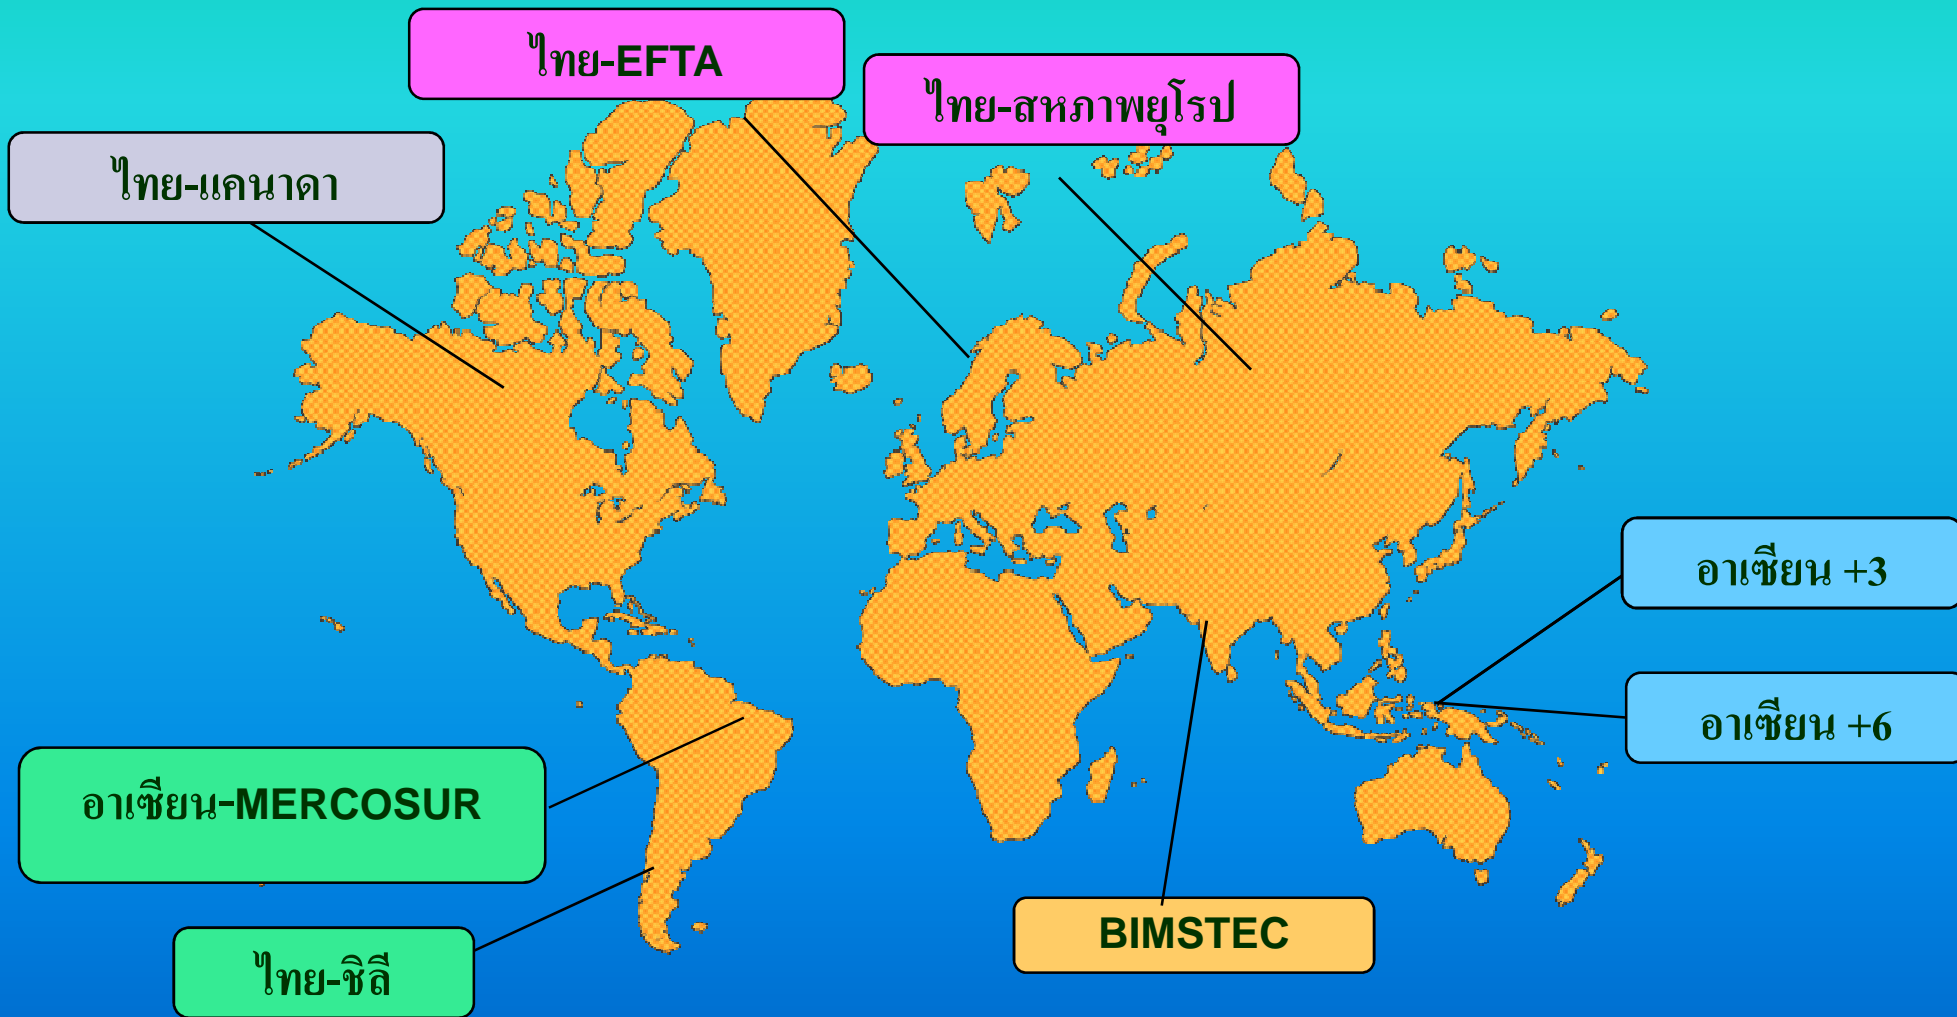 ไทย-EFTA
ไทย-สหภาพยุโรป
ไทย-แคนาดา
อาเซียน +3
อาเซียน +6
อาเซียน-MERCOSUR
BIMSTEC
ไทย-ชิลี